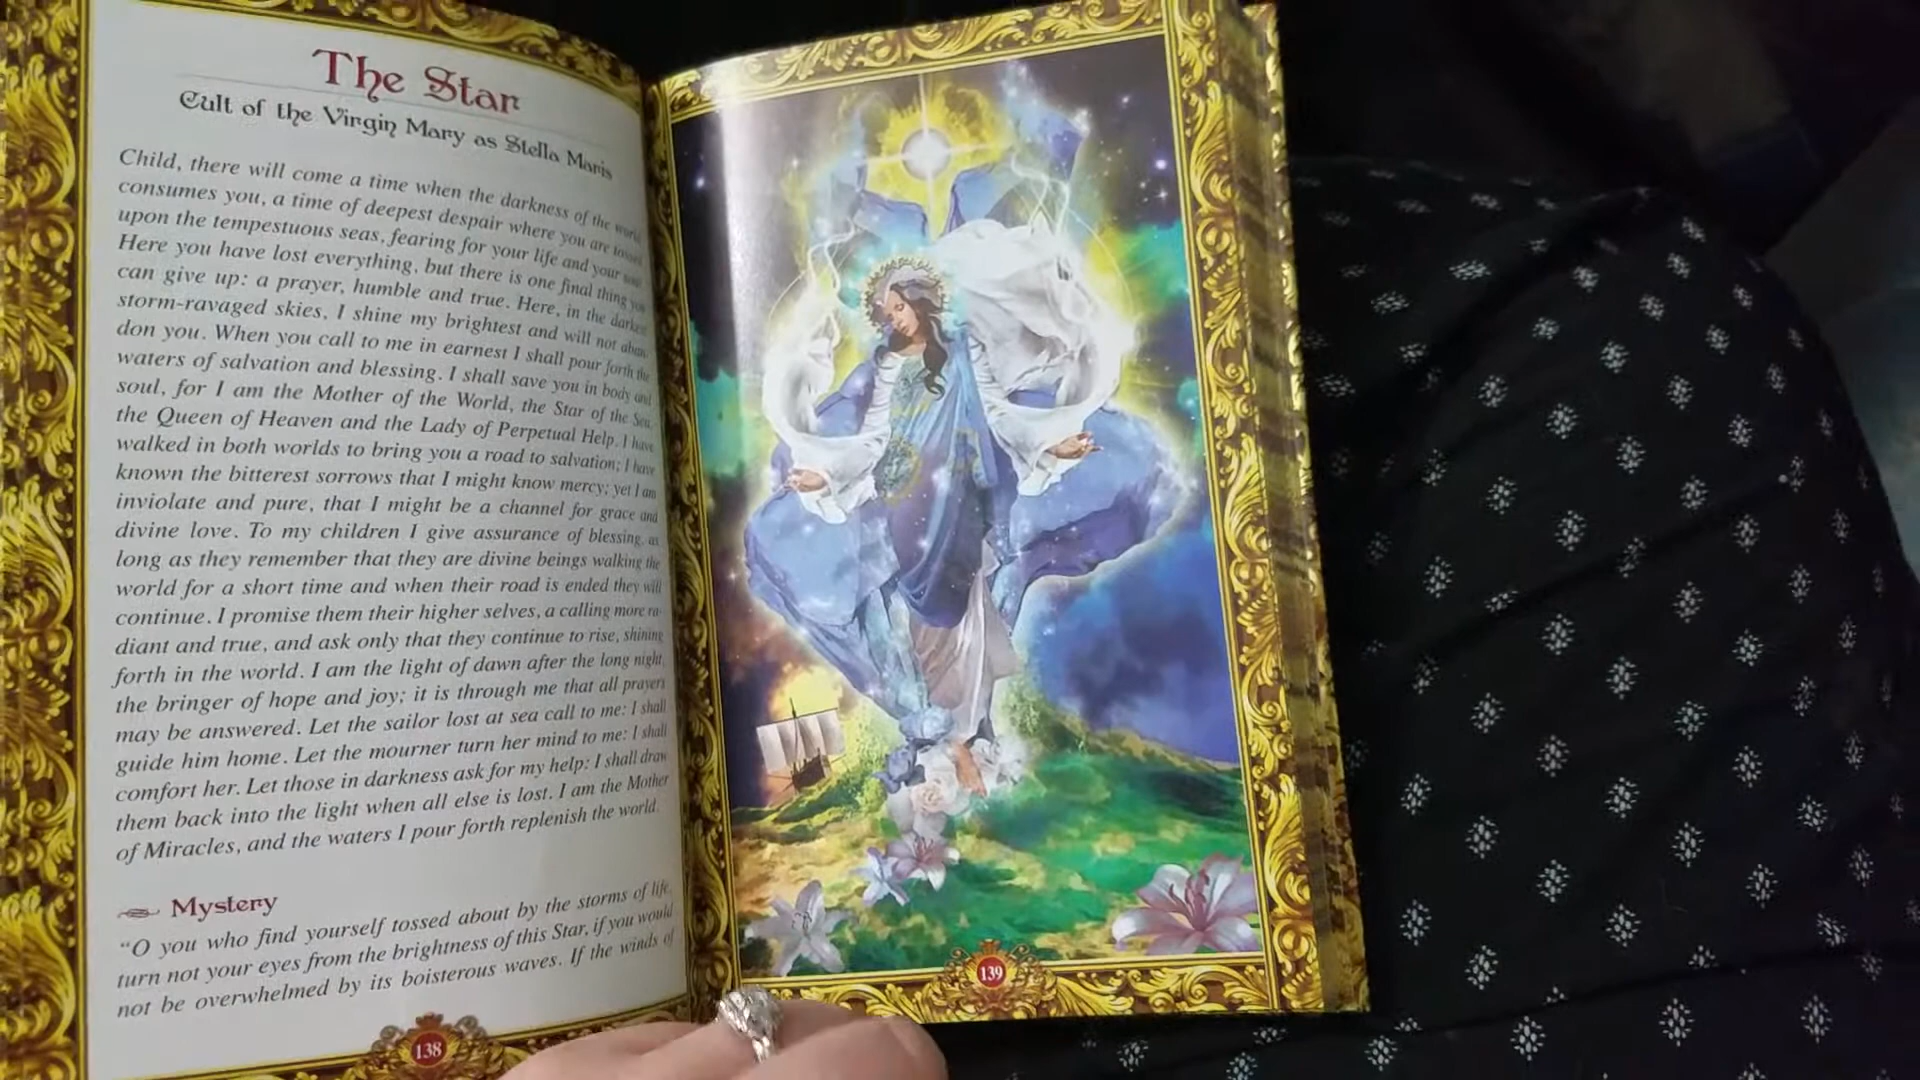 The Star
Cult of the Virgin Mary as Stella Maris
Child, there will come a time when the darkness of the world
consumes you, a time of deepest despair where you are tossed
upon the tempestuous seas, fearing for your life and your soul
Here you have lost everything, but there is one final thing you
can give up: a prayer, humble and true. Here, in the darkest
storm-ravaged skies, I shine my brightest and will not aban
don you. When you call to me in earnest I shall pour forth the
waters of salvation and blessing. I shall save you in body and
soul, for I am the Mother of the World, the Star of the Sea,
the Queen of Heaven and the Lady of Perpetual Help. I have
walked in both worlds to bring you a road to salvation; I have
known the bitterest sorrows that I might know mercy; yet I am
inviolate and pure, that I might be a channel for grace and
divine love. To my children I give assurance of blessing, as
long as they remember that they are divine beings walking the
world for a short time and when their road is ended they will
continue. I promise them their higher selves, a calling more ra-
diant and true, and ask only that they continue to rise, shining
forth in the world. I am the light of dawn after the long night,
the bringer of hope and joy; it is through me that all prayers
may be answered. Let the sailor lost at sea call to me: I shall
guide him home. Let the mourner turn her mind to me: I shall
comfort her. Let those in darkness ask for my help: I shall draw
them back into the light when all else is lost. I am the Mother
of Miracles, and the waters I pour forth replenish the world.
Mystery
"O you who find yourself tossed about by the storms of life,
turn not your eyes from the brightness of this Star, if you would
not be overwhelmed by its boisterous waves. If the winds of
138
139